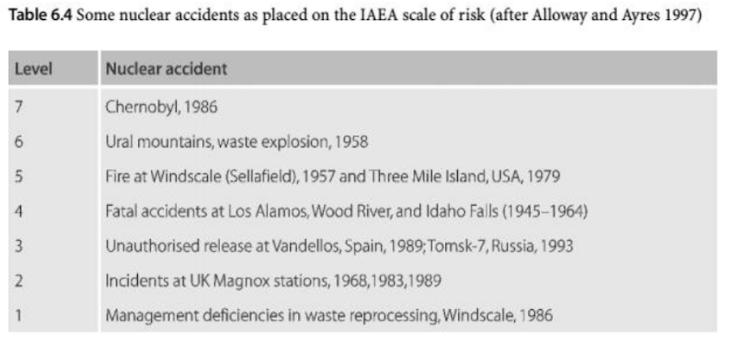 Table 6.4 Some nuclear accidents as placed on the IAEA scale of risk (after Alloway and Ayres 1997)
Level Nuclear accident
7 Chernobyl, 1986
6 Ural mountains, waste explosion, 1958
5 Fire at Windscale (Sellafield), 1957 and Three Mile Island, USA, 1979
4 Fatal accidents at Los Alamos, Wood River, and Idaho Falls (1945–1964)
3 Unauthorised release at Vandellos, Spain, 1989; Tomsk-7, Russia, 1993
2 Incidents at UK Magnox stations, 1968,1983,1989
1 Management deficiencies in waste reprocessing, Windscale, 1986